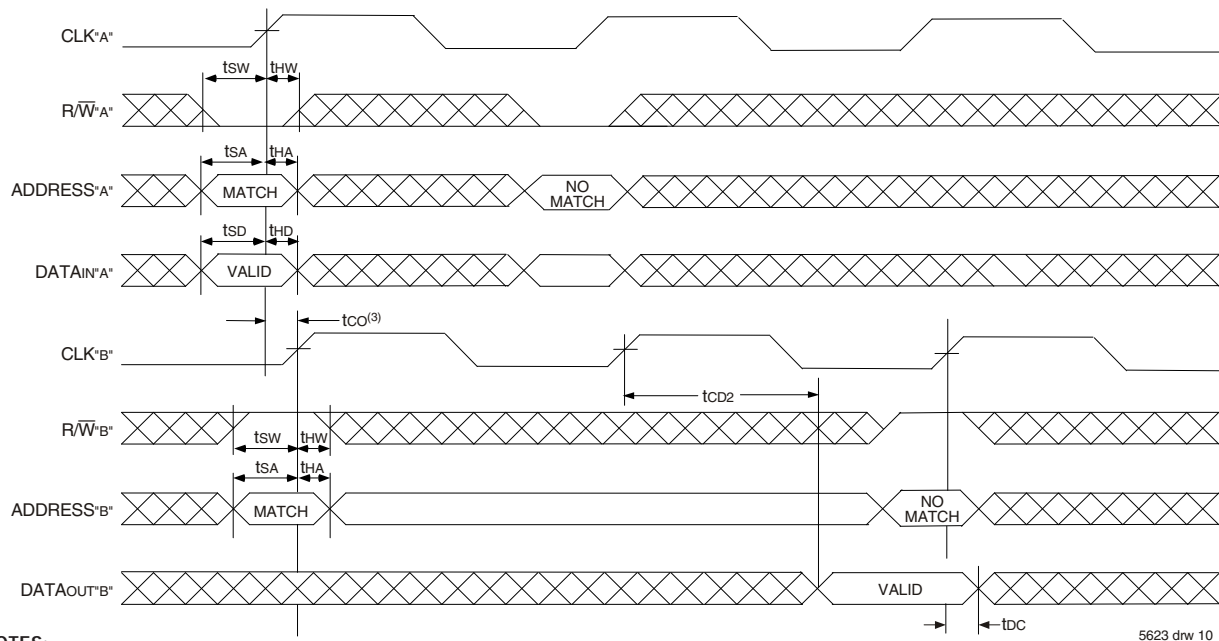 CLK"A"
tSW tHW
R/W̅"A"
tSA tHA
ADDRESS"A" MATCH NO MATCH
tSD tHD
DATAIN"A" VALID
tCO(3)
CLK"B"
tCD2
R/W̅"B"
tSW tHW
tSA tHA
ADDRESS"B" MATCH NO MATCH
DATAOUT"B" VALID
tDC
5623 drw 10